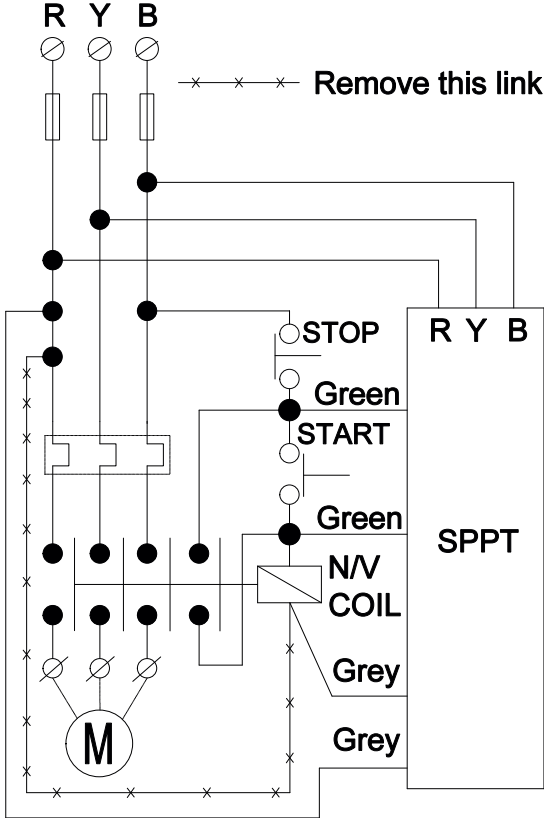 R Y B
Remove this link
R Y B
STOP
Green
START
Green
SPPT
N/V
COIL
Grey
Grey
M